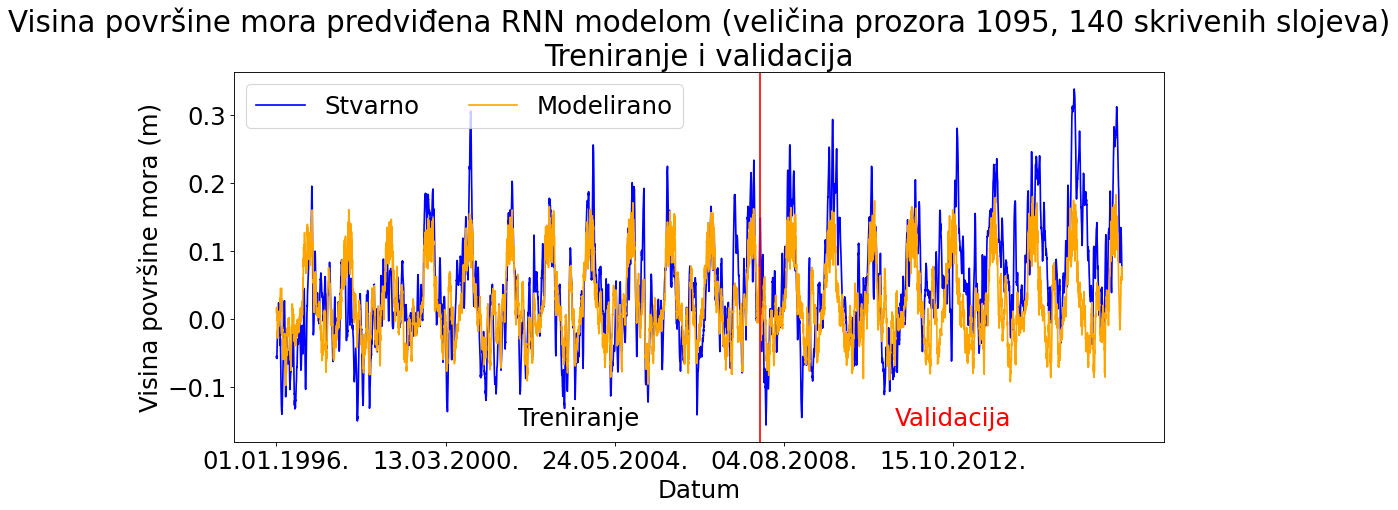 Visina površine mora predviđena RNN modelom (veličina prozora 1095, 140 skrivenih slojeva)
Treniranje i validacija
Stvarno
Modelirano
Visina površine mora (m)
0.3
0.2
0.1
0.0
−0.1
Treniranje
Validacija
01.01.1996.
13.03.2000.
24.05.2004.
04.08.2008.
15.10.2012.
Datum